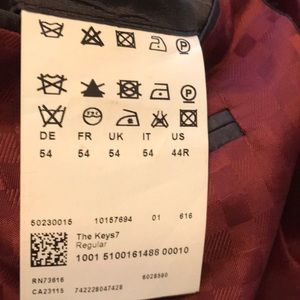 DE FR UK IT US
54 54 54 54 44R
50230015 10157694 01 616
The Keys7
Regular
1001 5100161488 00010
RN73616 6028590
CA23115 742228047428